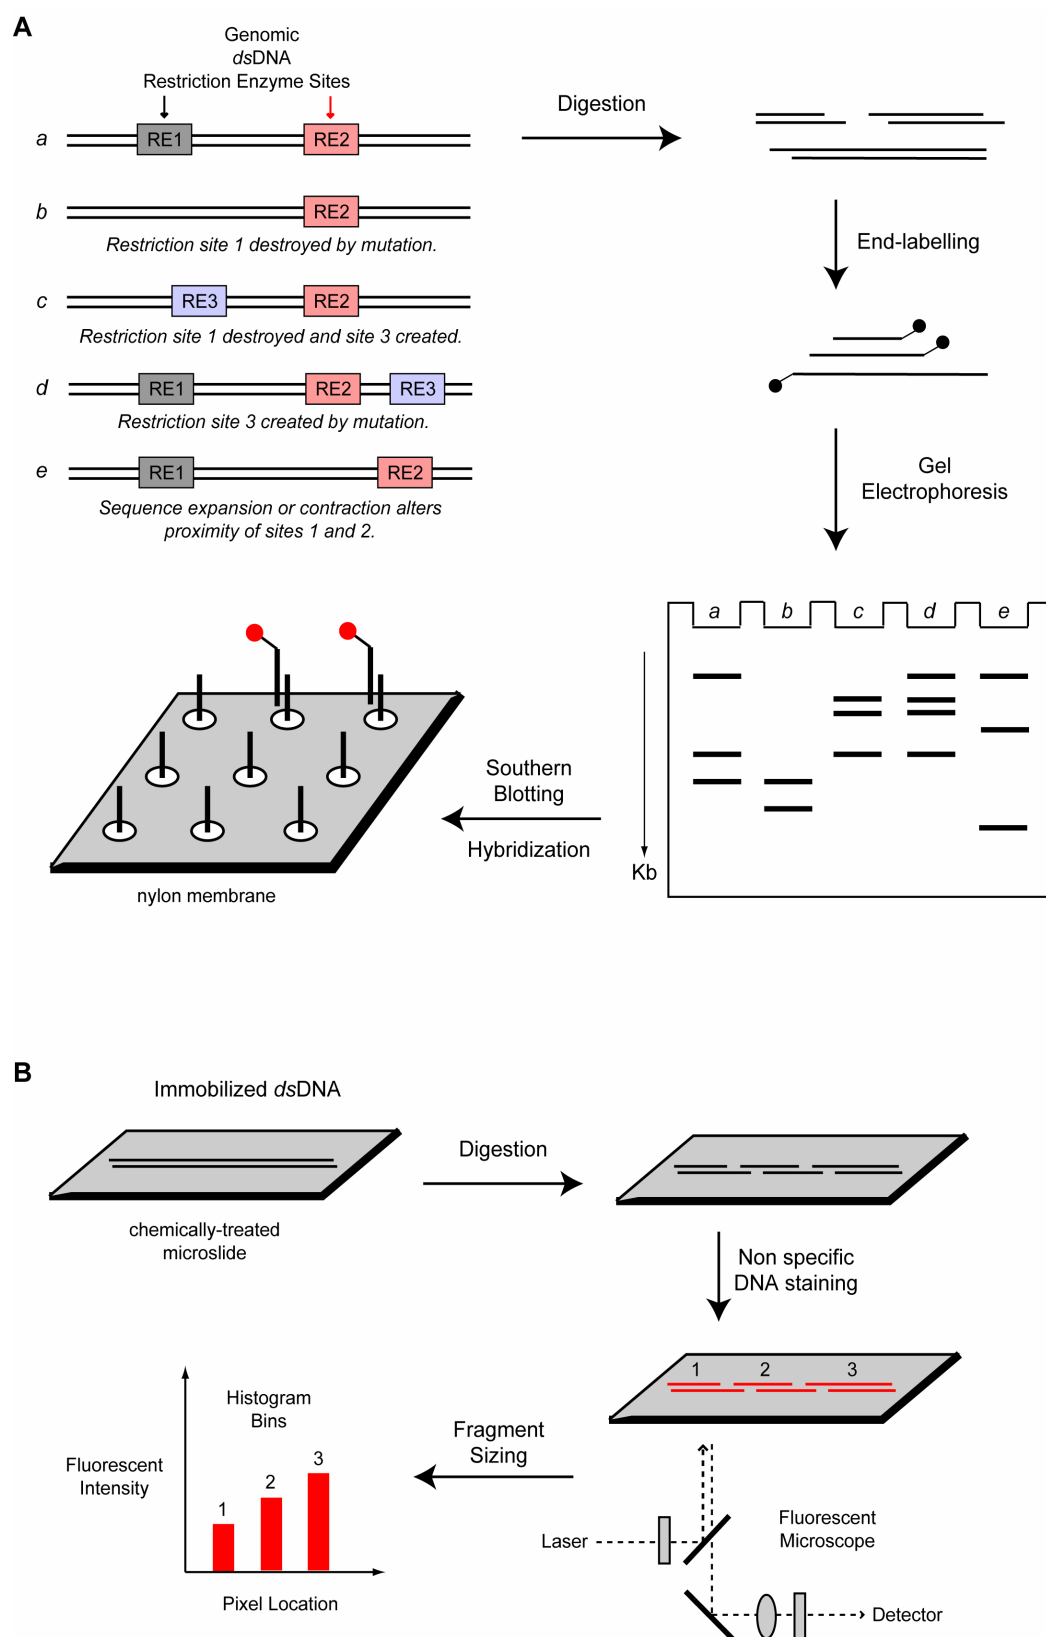 A
Genomic
dsDNA
Restriction Enzyme Sites
a
RE1
RE2
b
RE2
Restriction site 1 destroyed by mutation.
c
RE3
RE2
Restriction site 1 destroyed and site 3 created.
d
RE1
RE2
RE3
Restriction site 3 created by mutation.
e
RE1
RE2
Sequence expansion or contraction alters
proximity of sites 1 and 2.
Digestion
End-labelling
Gel
Electrophoresis
a b c d e
Kb
Southern
Blotting
Hybridization
nylon membrane
B
Immobilized dsDNA
chemically-treated
microslide
Digestion
Non specific
DNA staining
1 2 3
Fluorescent
Microscope
Laser
Detector
Fragment
Sizing
Histogram
Bins
Fluorescent
Intensity
1
2
3
Pixel Location